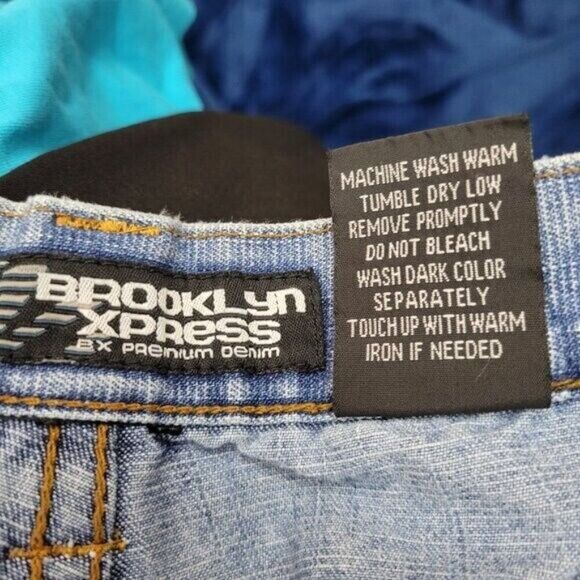 BROOKLYN
XPRESS
BX PREMIUM DENIM
MACHINE WASH WARM
TUMBLE DRY LOW
REMOVE PROMPTLY
DO NOT BLEACH
WASH DARK COLOR
SEPARATELY
TOUCH UP WITH WARM
IRON IF NEEDED